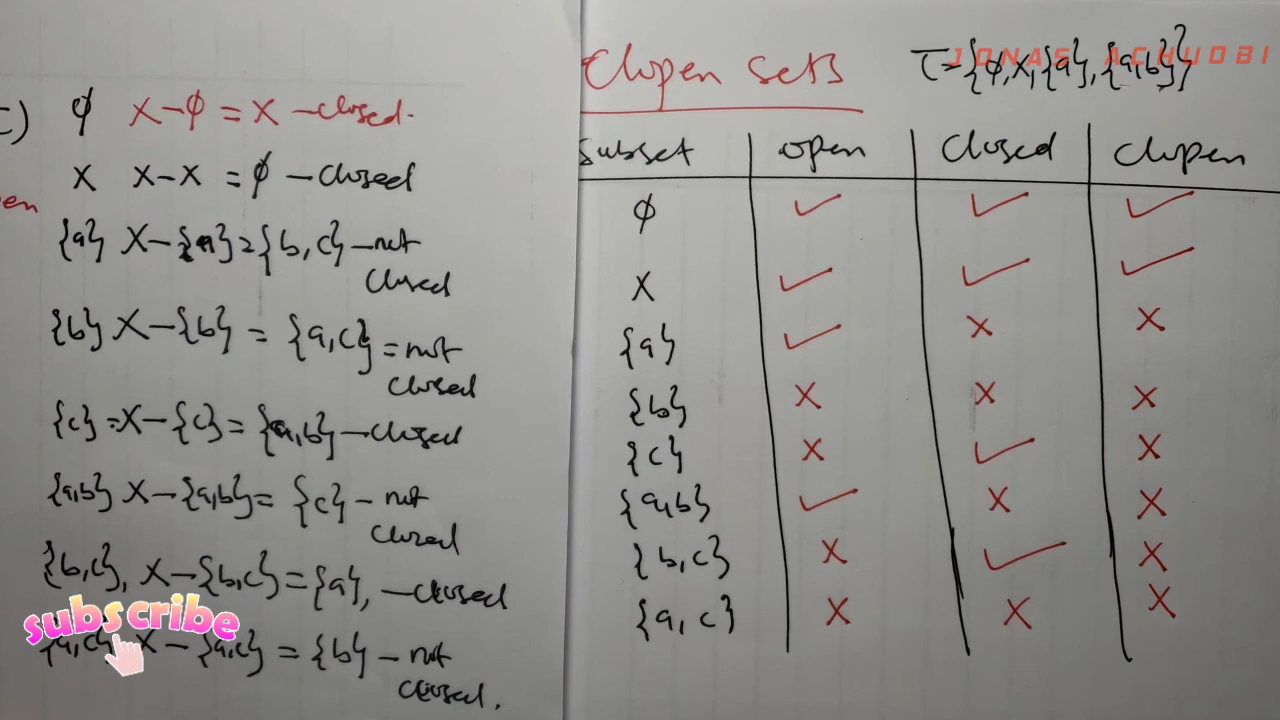 c) φ X-φ = X -closed.
X X-X = φ - closed
en
{a} X-{a} = {b,c} -not
closed
{b} X-{b} = {a,c} = not
closed
{c} = X-{c} = {a,b} -closed
{a,b} X-{a,b} = {c} - not
closed
{b,c}, X-{b,c} = {a}, -closed
subscribe
{a,c} X-{a,c} = {b} - not
closed.
Clopen sets
τ={φ,X,{a},{a,b}}
JONAS ACHUOBI
subset open closed clopen
φ ✓ ✓ ✓
X ✓ ✓ ✓
{a} ✓ X X
{b} X X X
{c} X ✓ X
{a,b} ✓ X X
{b,c} X ✓ X
{a,c} X X X